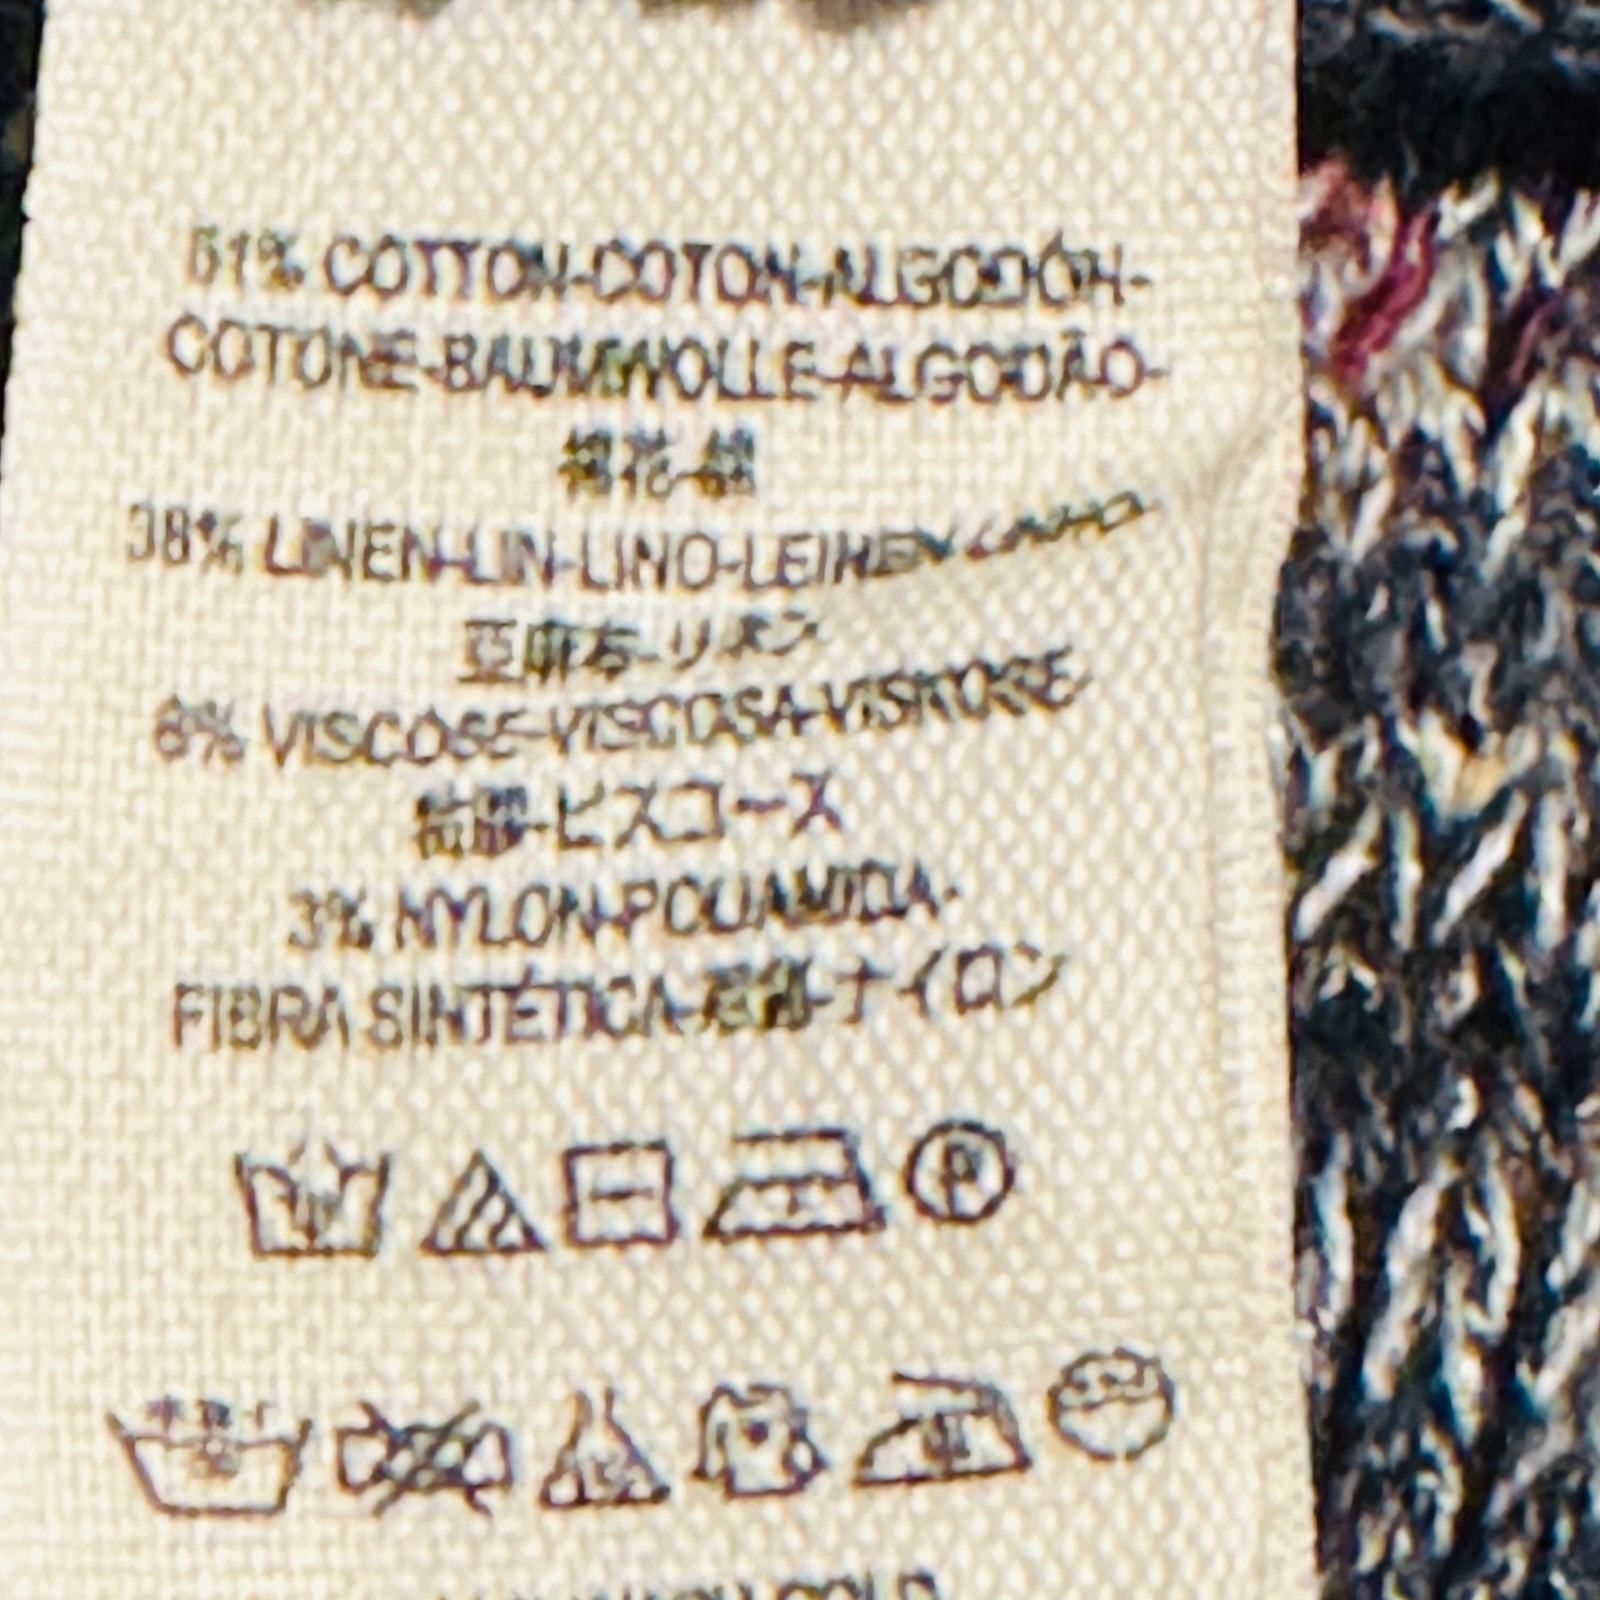 51% COTTON-COTON-ALGODÓN-
COTONE-BAUMWOLLE-ALGODÃO-
棉花-綿
38% LINEN-LIN-LINO-LEINEN-LINHO-
亜麻布-リネン
8% VISCOSE-VISCOSA-VISKOSE
粘膠-ビスコース
3% NYLON-POLIAMIDA-
FIBRA SINTÉTICA-尼龍-ナイロン
P
COLD